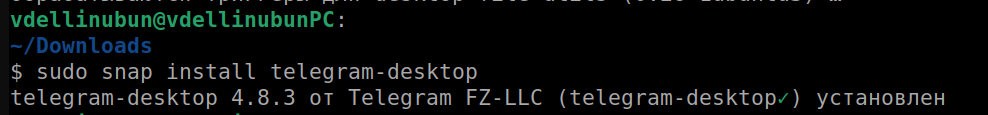 vdellinubun@vdellinubunPC:
~/Downloads
$ sudo snap install telegram-desktop
telegram-desktop 4.8.3 от Telegram FZ-LLC (telegram-desktop✓) установлен